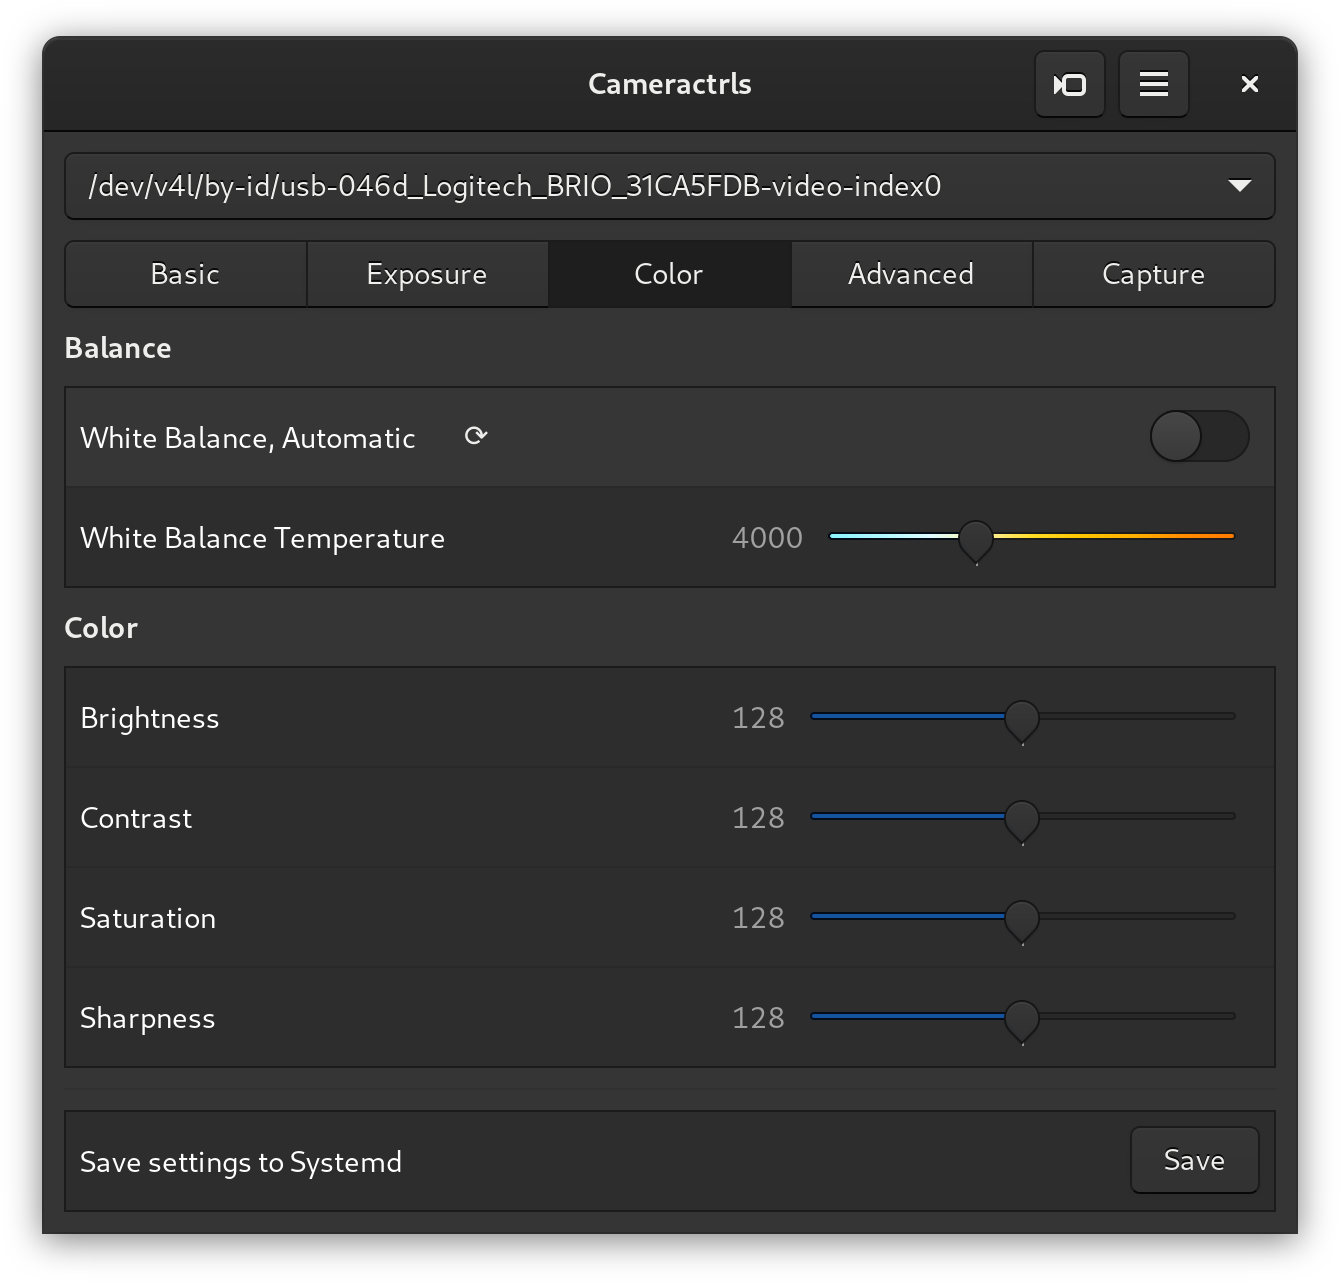 Cameractrls
/dev/v4l/by-id/usb-046d_Logitech_BRIO_31CA5FDB-video-index0
Basic Exposure Color Advanced Capture
Balance
White Balance, Automatic
White Balance Temperature 4000
Color
Brightness 128
Contrast 128
Saturation 128
Sharpness 128
Save settings to Systemd Save